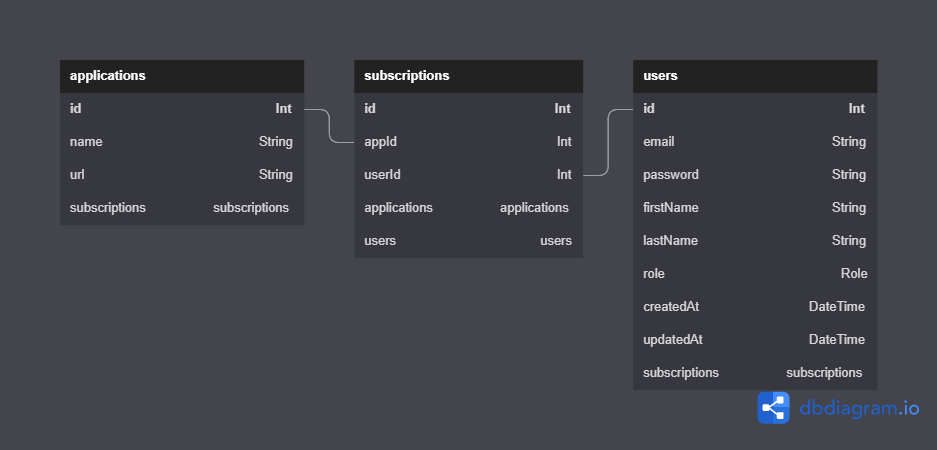 applications
id Int
name String
url String
subscriptions subscriptions
subscriptions
id Int
appId Int
userId Int
applications applications
users users
users
id Int
email String
password String
firstName String
lastName String
role Role
createdAt DateTime
updatedAt DateTime
subscriptions subscriptions
dbdiagram.io